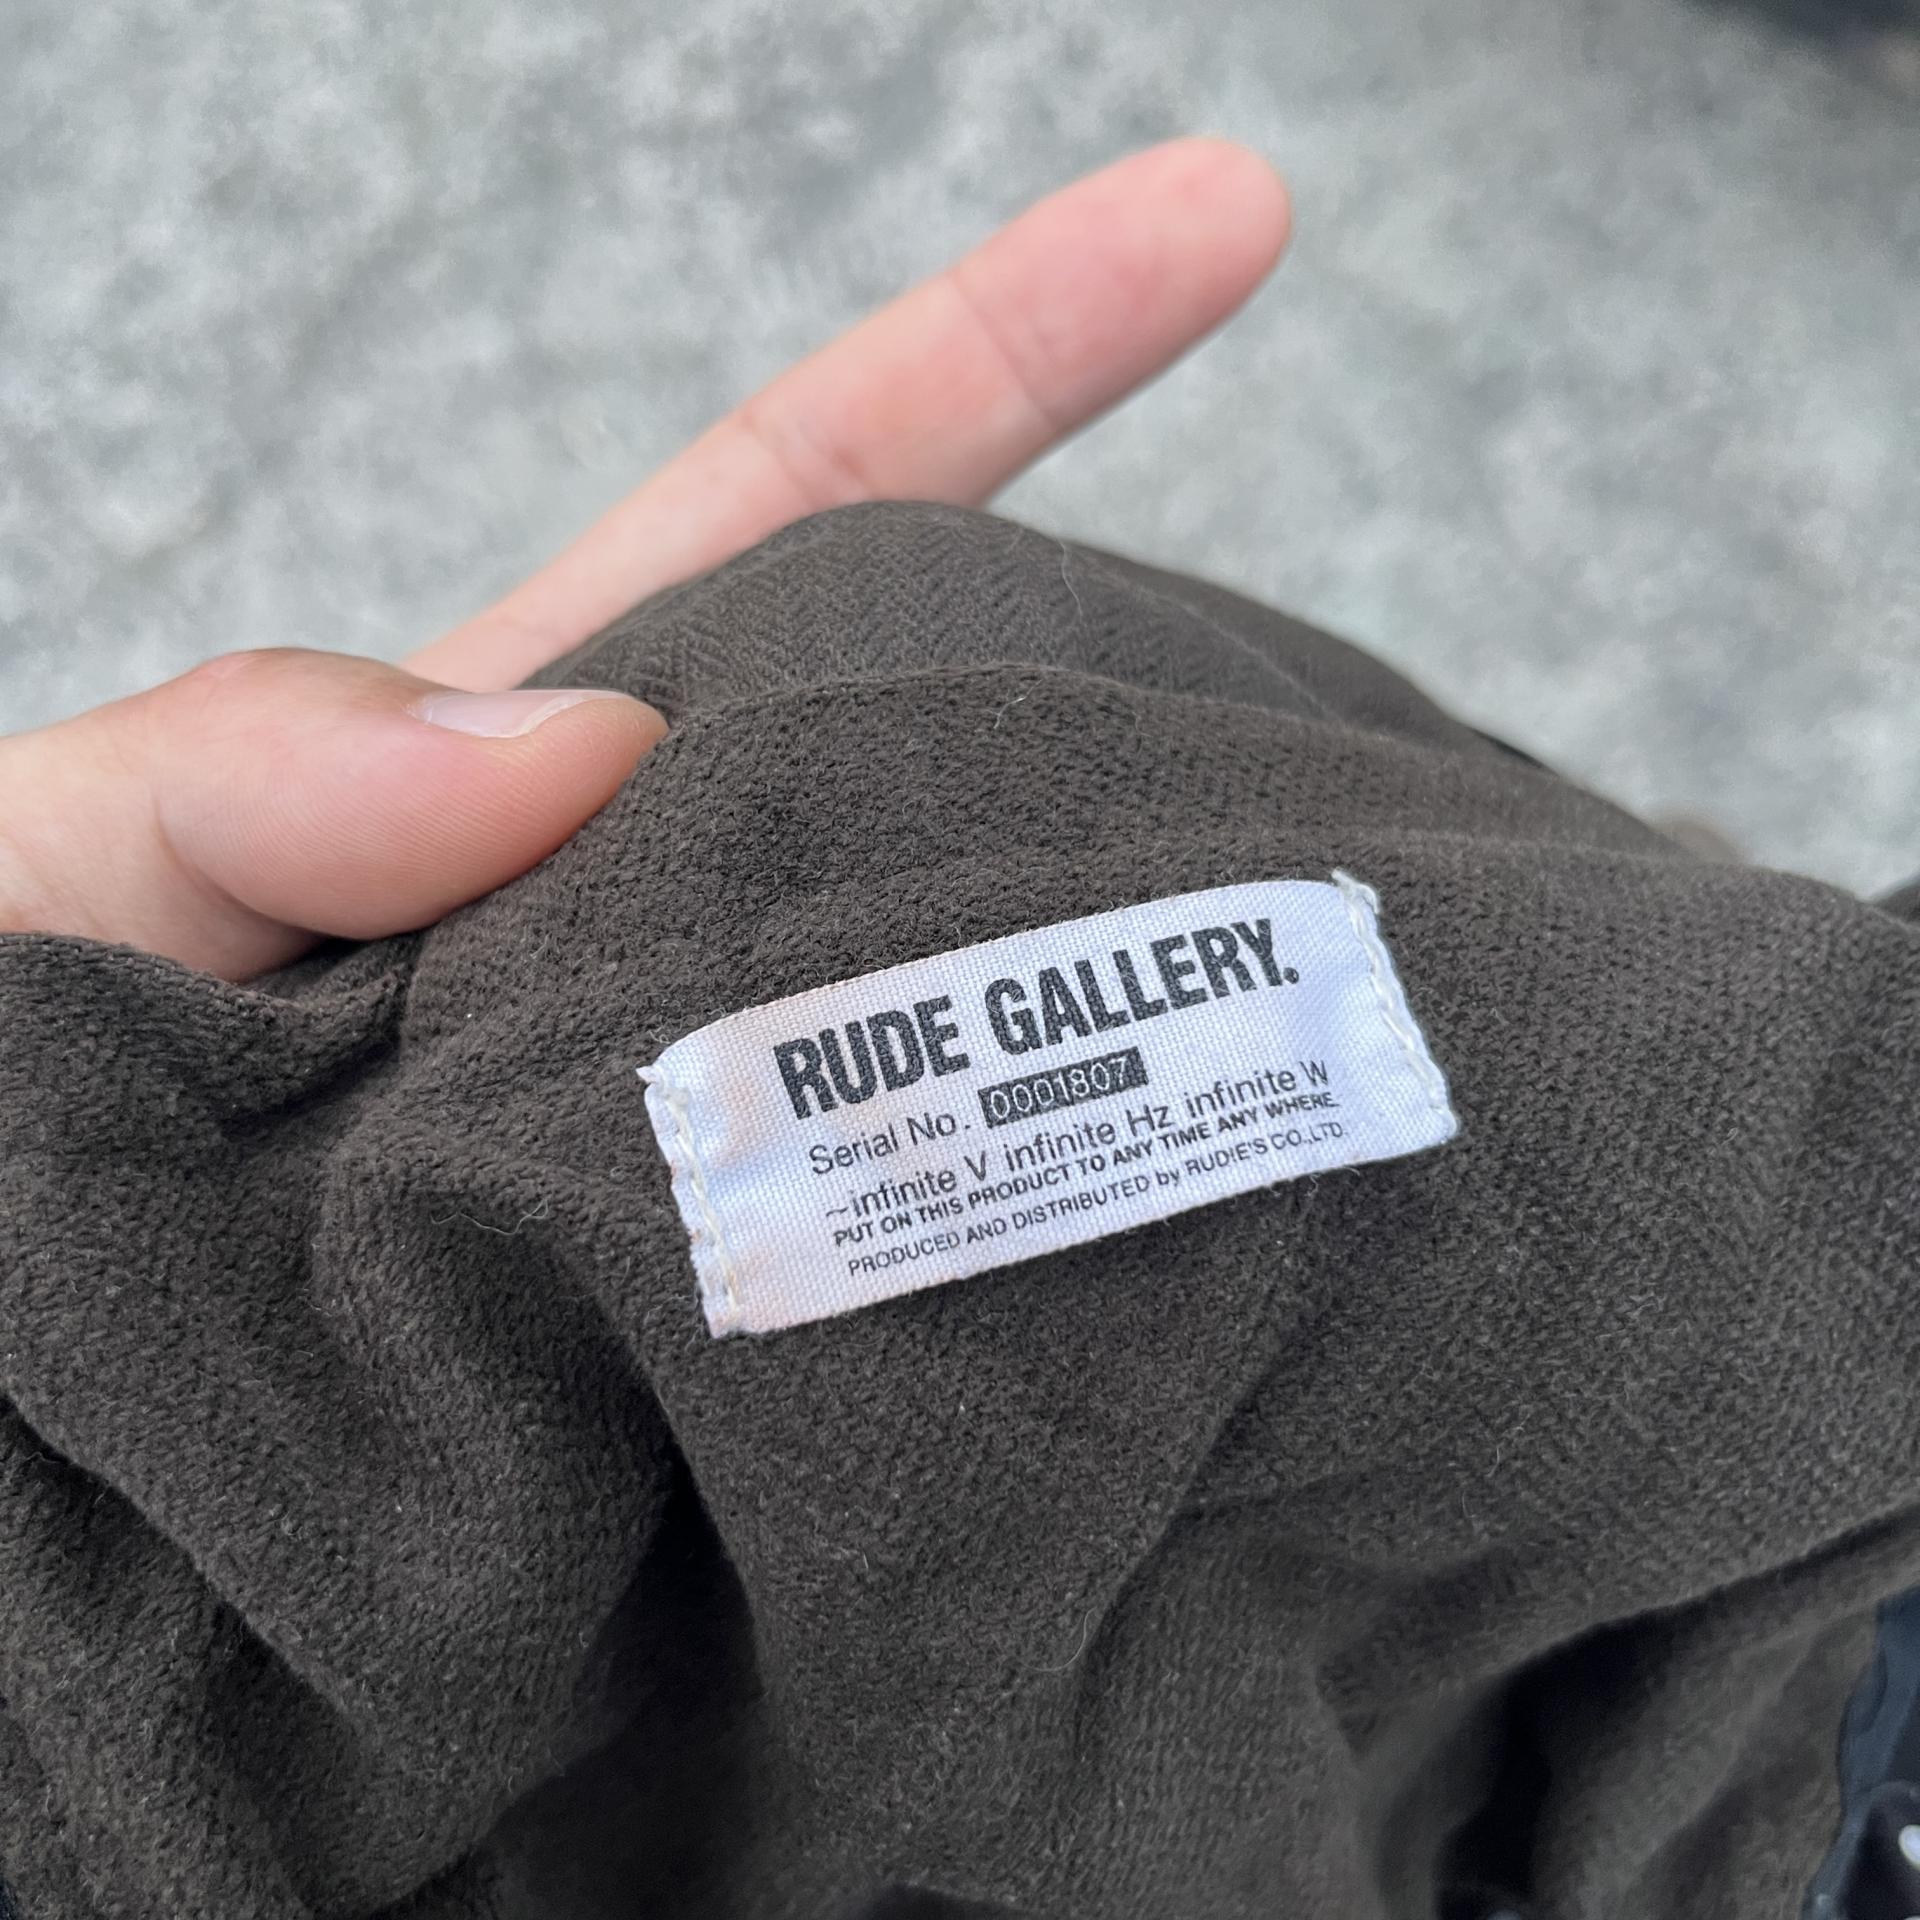 RUDE GALLERY.
Serial No. 0001807
~infinite V infinite Hz infinite W
PUT ON THIS PRODUCT TO ANY TIME ANY WHERE
PRODUCED AND DISTRIBUTED by RUDIE'S CO.,LTD.